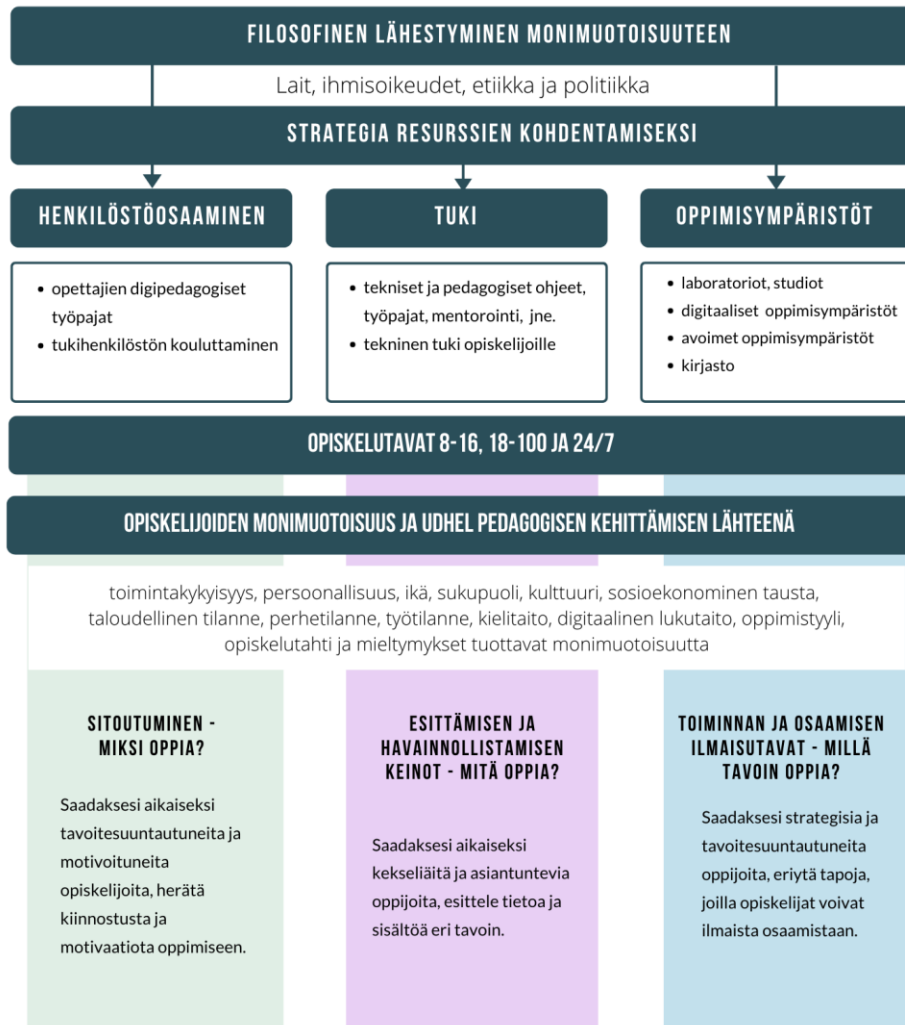 FILOSOFINEN LÄHESTYMINEN MONIMUOTOISUUTEEN
Lait, ihmisoikeudet, etiikka ja politiikka
STRATEGIA RESURSSIEN KOHDENTAMISEKSI
HENKILÖSTÖOSAAMINEN
• opettajien digipedagogiset
työpajat
• tukihenkilöstön kouluttaminen
TUKI
• tekniset ja pedagogiset ohjeet,
työpajat, mentorointi, jne.
• tekninen tuki opiskelijoille
OPPIMISYMPÄRISTÖT
• laboratoriot, studiot
• digitaaliset oppimisympäristöt
• avoimet oppimisympäristöt
• kirjasto
OPISKELUTAVAT 8-16, 18-100 JA 24/7
OPISKELIJOIDEN MONIMUOTOISUUS JA UDHEL PEDAGOGISEN KEHITTÄMISEN LÄHTEENÄ
toimintakykyisyys, persoonallisuus, ikä, sukupuoli, kulttuuri, sosioekonominen tausta,
taloudellinen tilanne, perhetilanne, työtilanne, kielitaito, digitaalinen lukutaito, oppimistyyli,
opiskelutahti ja mieltymykset tuottavat monimuotoisuutta
SITOUTUMINEN -
MIKSI OPPIA?
Saadaksesi aikaiseksi
tavoitesuuntautuneita ja
motivoituneita
opiskelijoita, herätä
kiinnostusta ja
motivaatiota oppimiseen.
ESITTÄMISEN JA
HAVAINNOLLISTAMISEN
KEINOT - MITÄ OPPIA?
Saadaksesi aikaiseksi
kekseliäitä ja asiantuntevia
oppijoita, esittele tietoa ja
sisältöä eri tavoin.
TOIMINNAN JA OSAAMISEN
ILMAISUTAVAT - MILLÄ
TAVOIN OPPIA?
Saadaksesi strategisia ja
tavoitesuuntautuneita
oppijoita, eriytä tapoja,
joilla opiskelijat voivat
ilmaista osaamistaan.